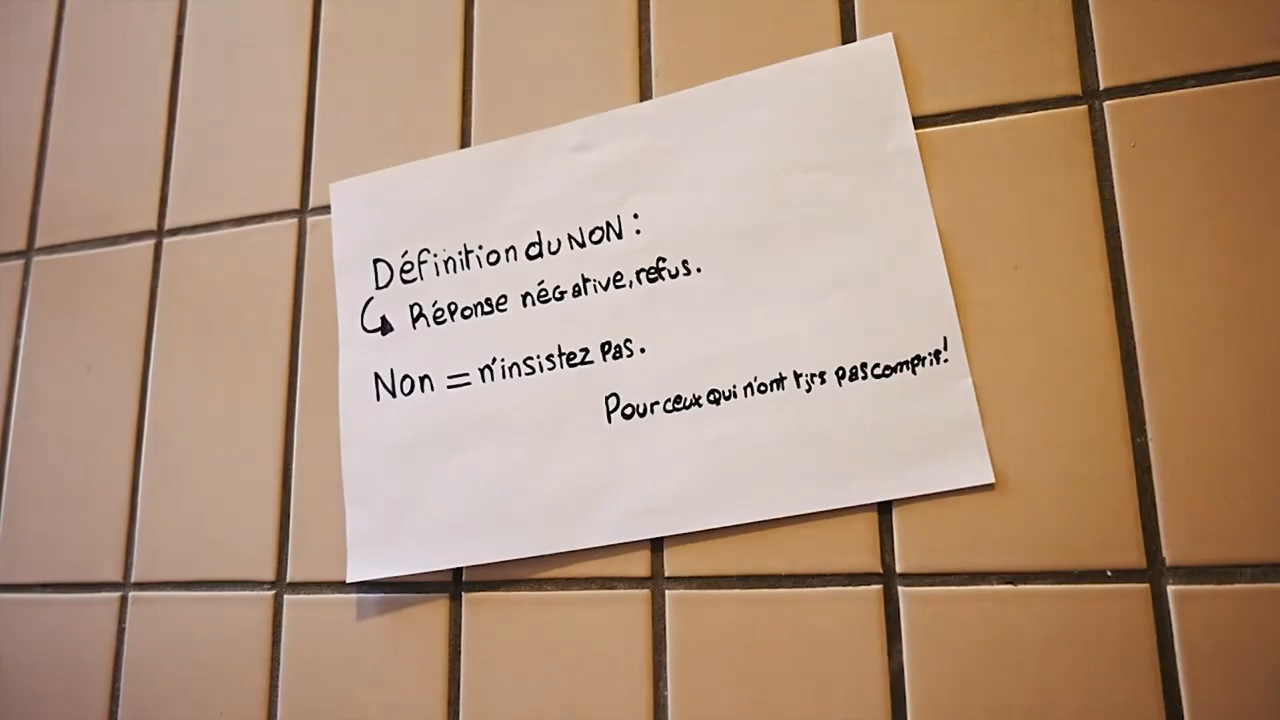 Définition du NON :
↳ Réponse négative, refus.
Non = n'insistez pas.
Pour ceux qui n'ont tjrs pas compris !